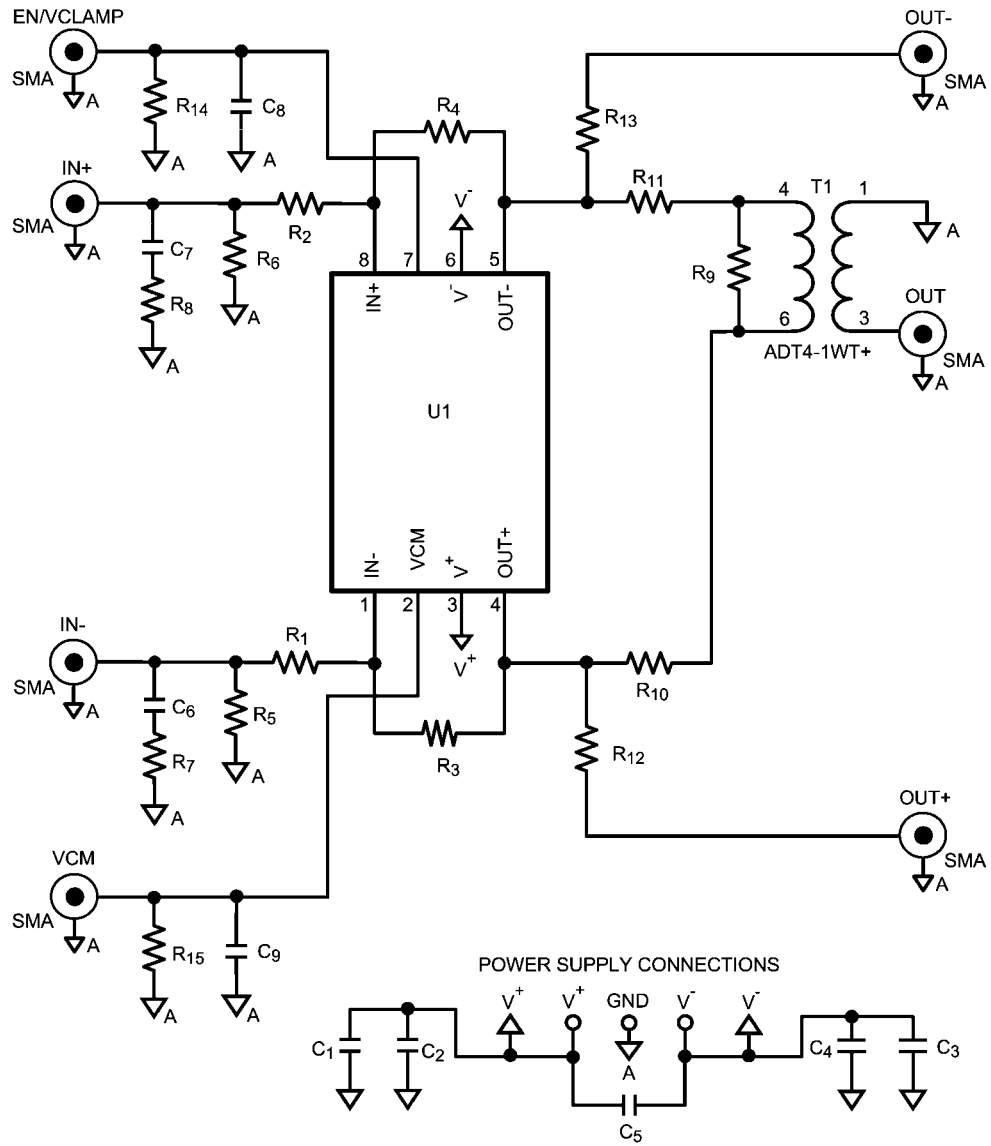 EN/VCLAMP
OUT-
SMA
A
R14
C8
A
A
R4
R13
SMA
A
IN+
SMA
A
R2
C7
R6
R8
A
A
V-
R11
4
T1
1
A
R9
6
3
OUT
SMA
A
ADT4-1WT+
8
7
6
5
IN+
V-
OUT-
U1
IN-
VCM
V+
OUT+
1
2
3
4
V+
IN-
SMA
A
R1
C6
R5
R7
A
A
R3
R10
R12
OUT+
SMA
A
VCM
SMA
A
R15
C9
A
A
POWER SUPPLY CONNECTIONS
V+
V+
GND
V-
V-
C1
C2
A
C4
C3
C5